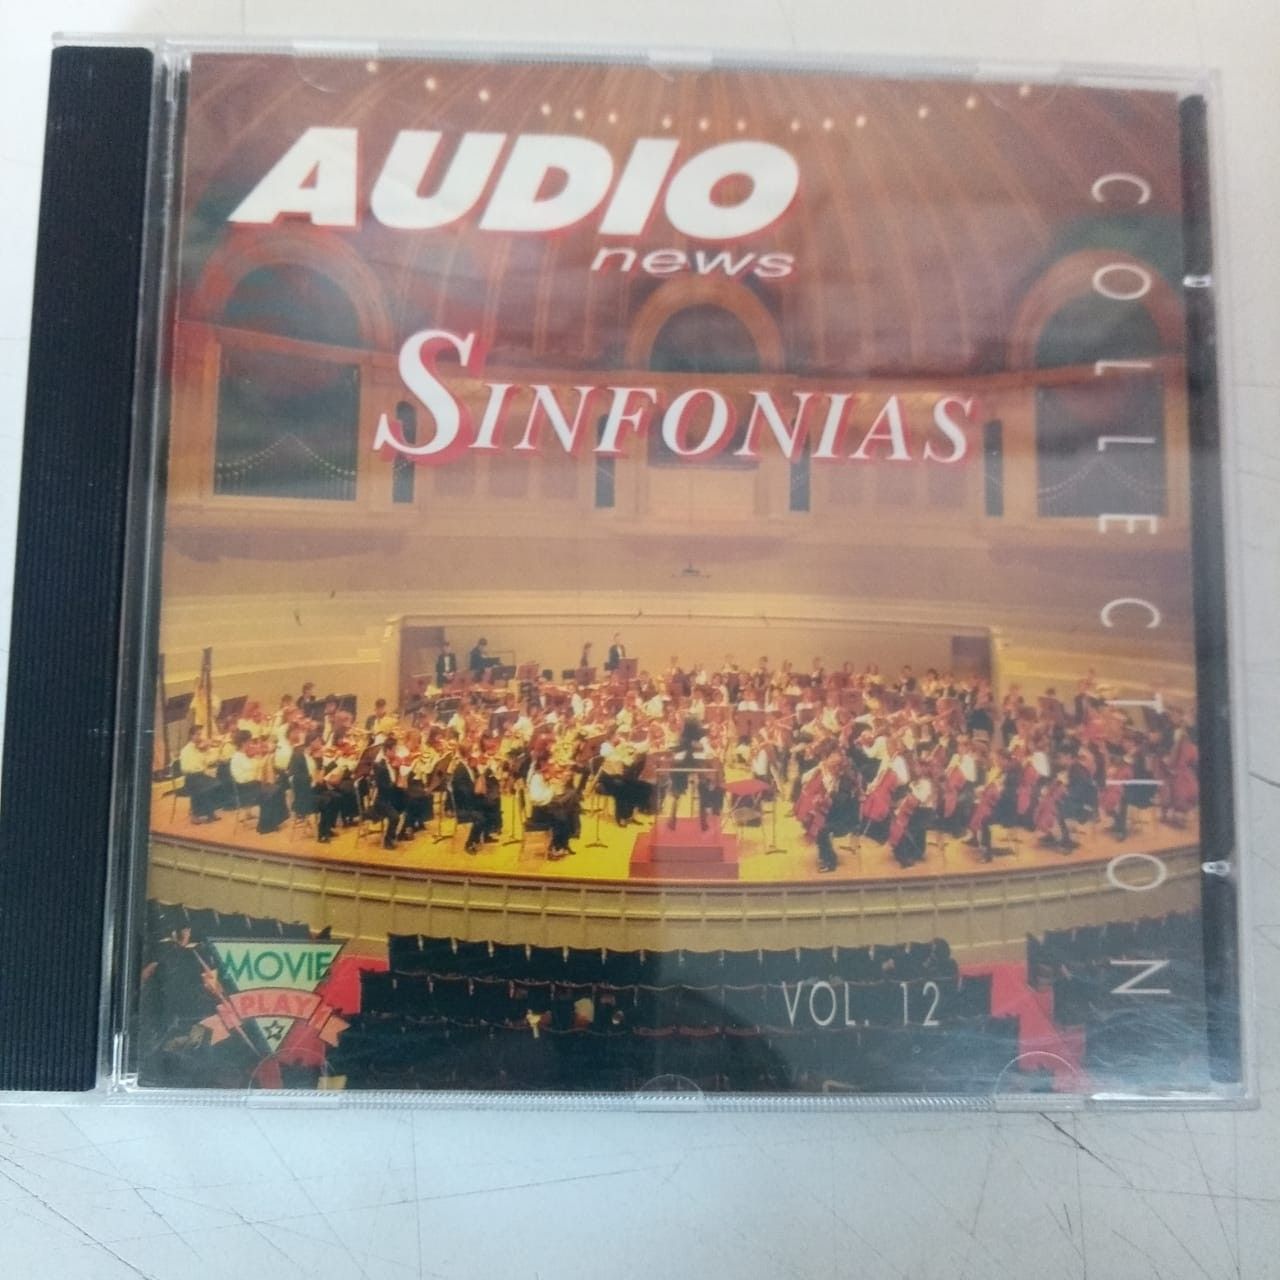 AUDIO
news
SINFONIAS
COLLECTION
MOVIE
PLAY
VOL. 12